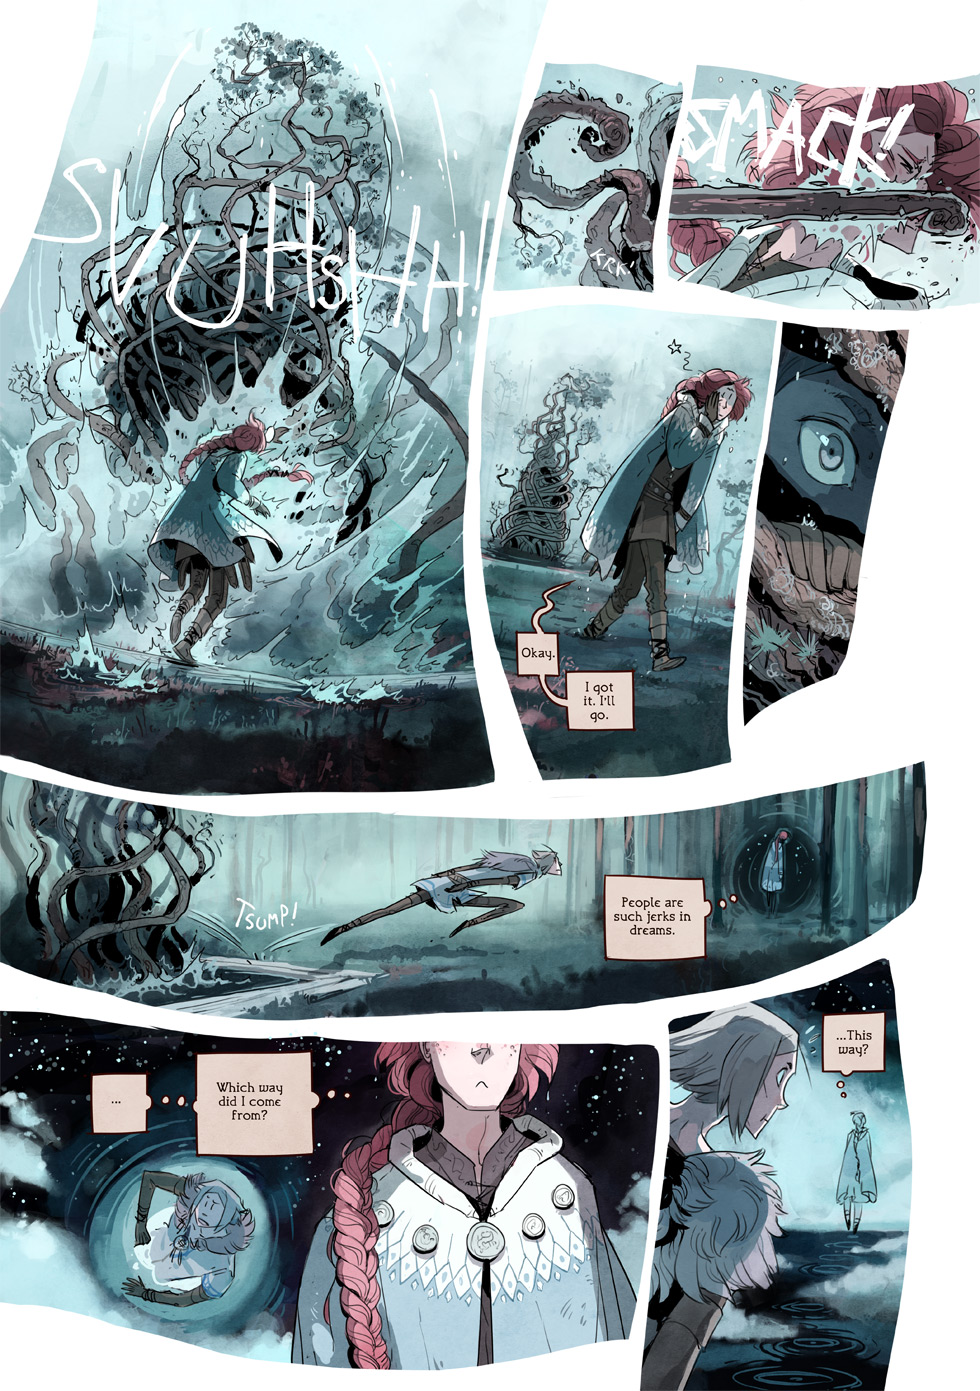 SVUHSHHH!
KRK
SMACK!
Okay.
I got
it. I'll
go.
TSUMP!
People are
such jerks in
dreams.
...
Which way
did I come
from?
...This
way?